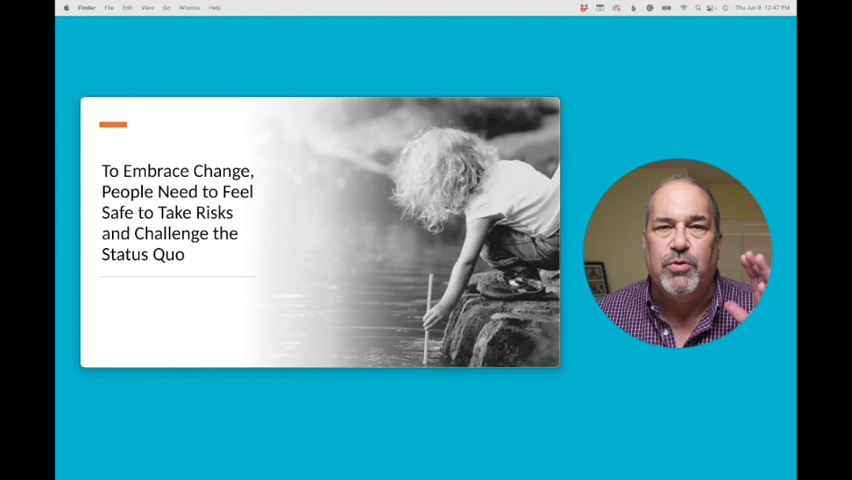 Finder File Edit View Go Window Help Thu Jun 9 12:47 PM
To Embrace Change,
People Need to Feel
Safe to Take Risks
and Challenge the
Status Quo